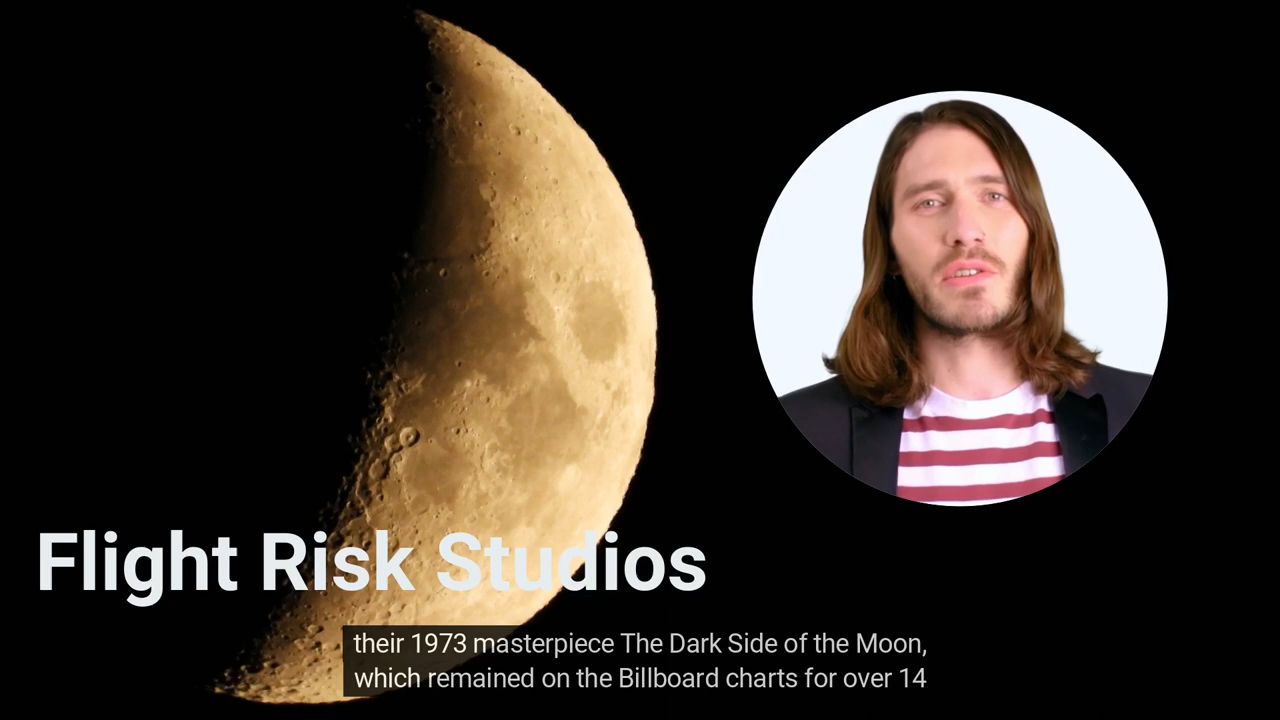 Flight Risk Studios
their 1973 masterpiece The Dark Side of the Moon,
which remained on the Billboard charts for over 14